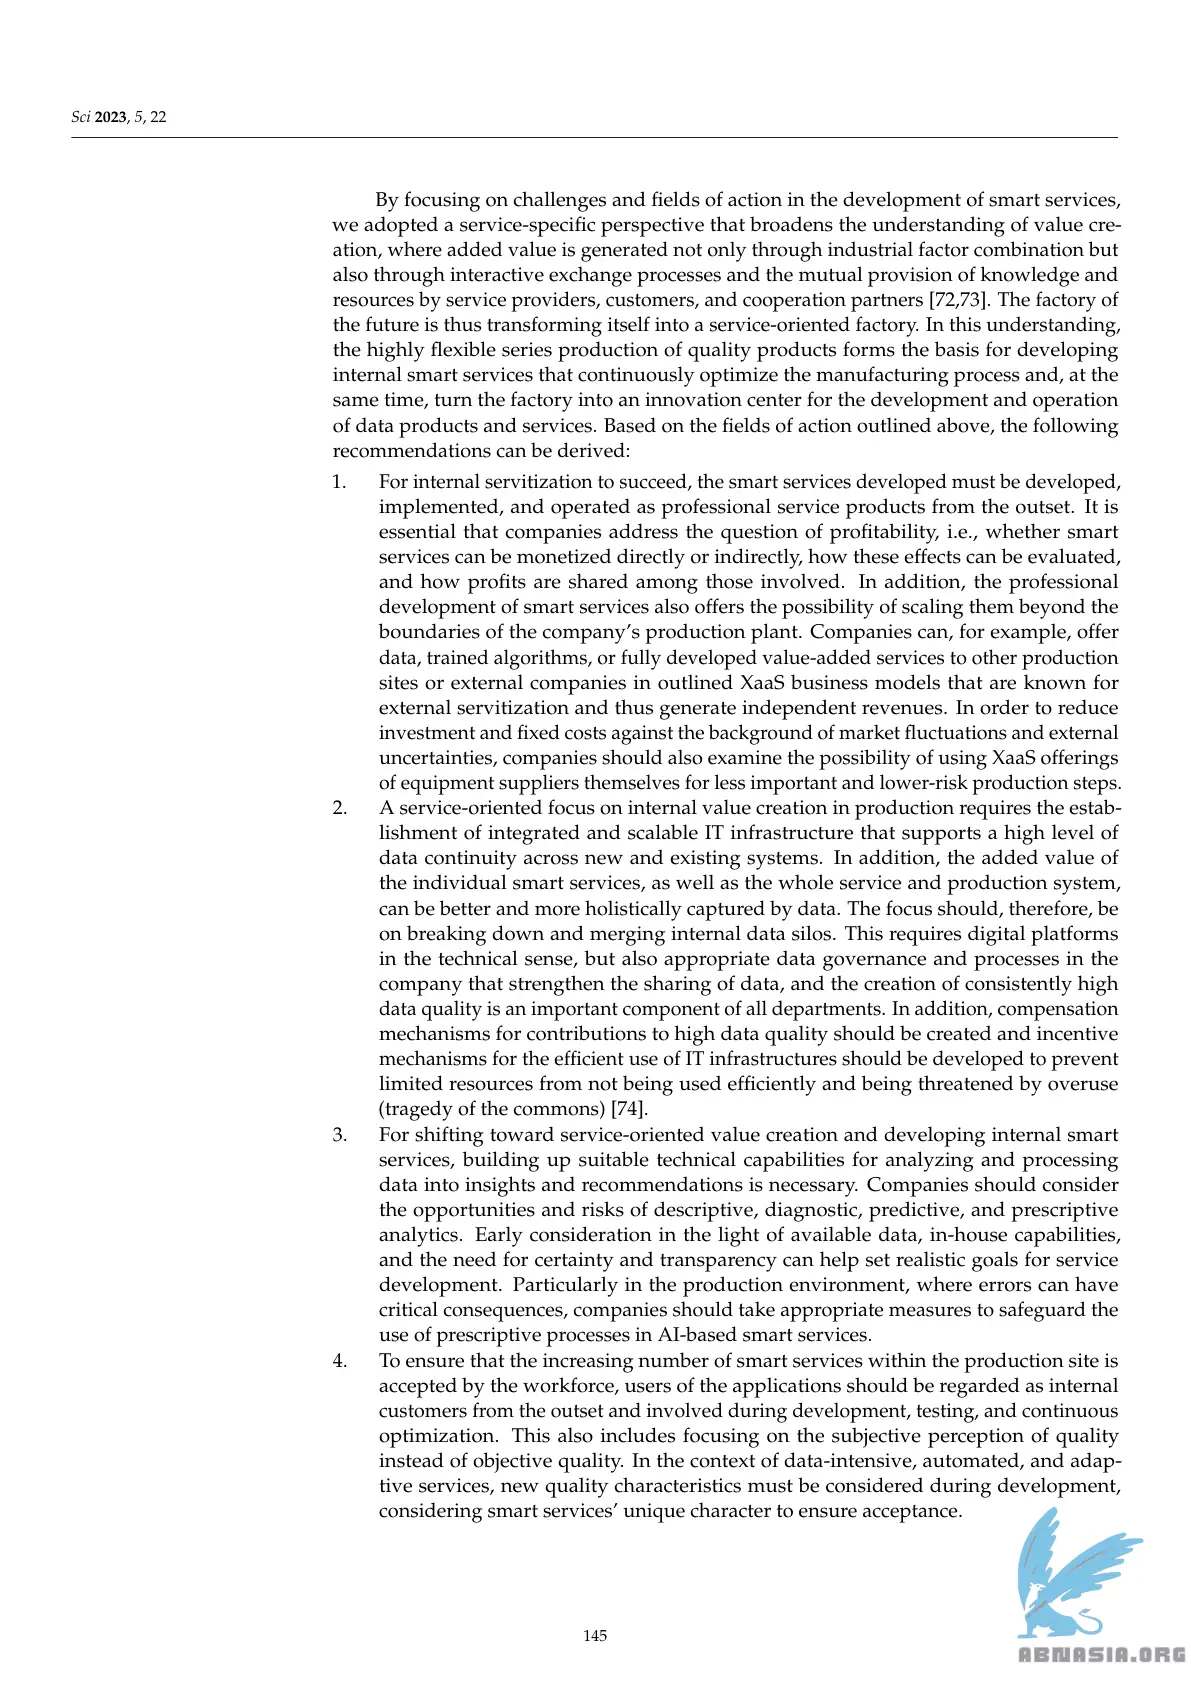 Sci 2023, 5, 22
By focusing on challenges and fields of action in the development of smart services,
we adopted a service-specific perspective that broadens the understanding of value cre-
ation, where added value is generated not only through industrial factor combination but
also through interactive exchange processes and the mutual provision of knowledge and
resources by service providers, customers, and cooperation partners [72,73]. The factory of
the future is thus transforming itself into a service-oriented factory. In this understanding,
the highly flexible series production of quality products forms the basis for developing
internal smart services that continuously optimize the manufacturing process and, at the
same time, turn the factory into an innovation center for the development and operation
of data products and services. Based on the fields of action outlined above, the following
recommendations can be derived:
1. For internal servitization to succeed, the smart services developed must be developed,
implemented, and operated as professional service products from the outset. It is
essential that companies address the question of profitability, i.e., whether smart
services can be monetized directly or indirectly, how these effects can be evaluated,
and how profits are shared among those involved. In addition, the professional
development of smart services also offers the possibility of scaling them beyond the
boundaries of the company's production plant. Companies can, for example, offer
data, trained algorithms, or fully developed value-added services to other production
sites or external companies in outlined XaaS business models that are known for
external servitization and thus generate independent revenues. In order to reduce
investment and fixed costs against the background of market fluctuations and external
uncertainties, companies should also examine the possibility of using XaaS offerings
of equipment suppliers themselves for less important and lower-risk production steps.
2. A service-oriented focus on internal value creation in production requires the estab-
lishment of integrated and scalable IT infrastructure that supports a high level of
data continuity across new and existing systems. In addition, the added value of
the individual smart services, as well as the whole service and production system,
can be better and more holistically captured by data. The focus should, therefore, be
on breaking down and merging internal data silos. This requires digital platforms
in the technical sense, but also appropriate data governance and processes in the
company that strengthen the sharing of data, and the creation of consistently high
data quality is an important component of all departments. In addition, compensation
mechanisms for contributions to high data quality should be created and incentive
mechanisms for the efficient use of IT infrastructures should be developed to prevent
limited resources from not being used efficiently and being threatened by overuse
(tragedy of the commons) [74].
3. For shifting toward service-oriented value creation and developing internal smart
services, building up suitable technical capabilities for analyzing and processing
data into insights and recommendations is necessary. Companies should consider
the opportunities and risks of descriptive, diagnostic, predictive, and prescriptive
analytics. Early consideration in the light of available data, in-house capabilities,
and the need for certainty and transparency can help set realistic goals for service
development. Particularly in the production environment, where errors can have
critical consequences, companies should take appropriate measures to safeguard the
use of prescriptive processes in AI-based smart services.
4. To ensure that the increasing number of smart services within the production site is
accepted by the workforce, users of the applications should be regarded as internal
customers from the outset and involved during development, testing, and continuous
optimization. This also includes focusing on the subjective perception of quality
instead of objective quality. In the context of data-intensive, automated, and adap-
tive services, new quality characteristics must be considered during development,
considering smart services' unique character to ensure acceptance.
145
ABNASIA.ORG